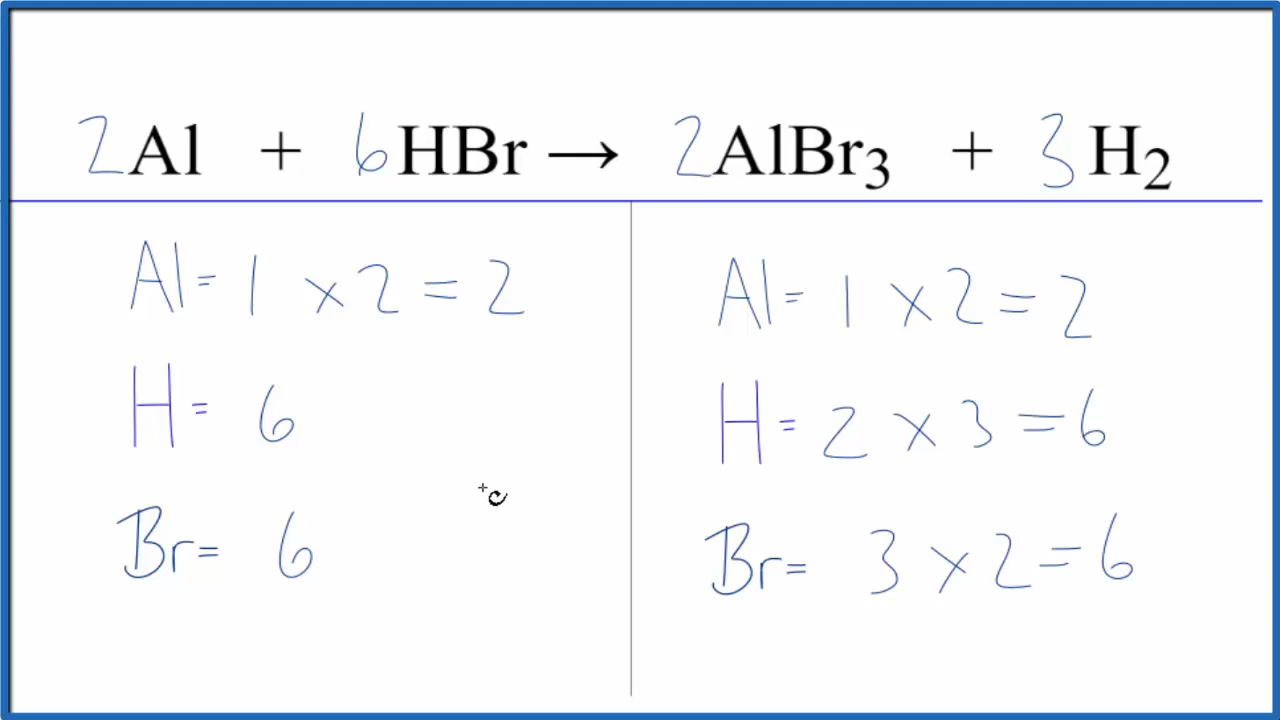 2Al + 6HBr → 2AlBr₃ + 3H₂
Al = 1 x 2 = 2
H = 6
Br = 6
Al = 1 x 2 = 2
H = 2 x 3 = 6
Br = 3 x 2 = 6